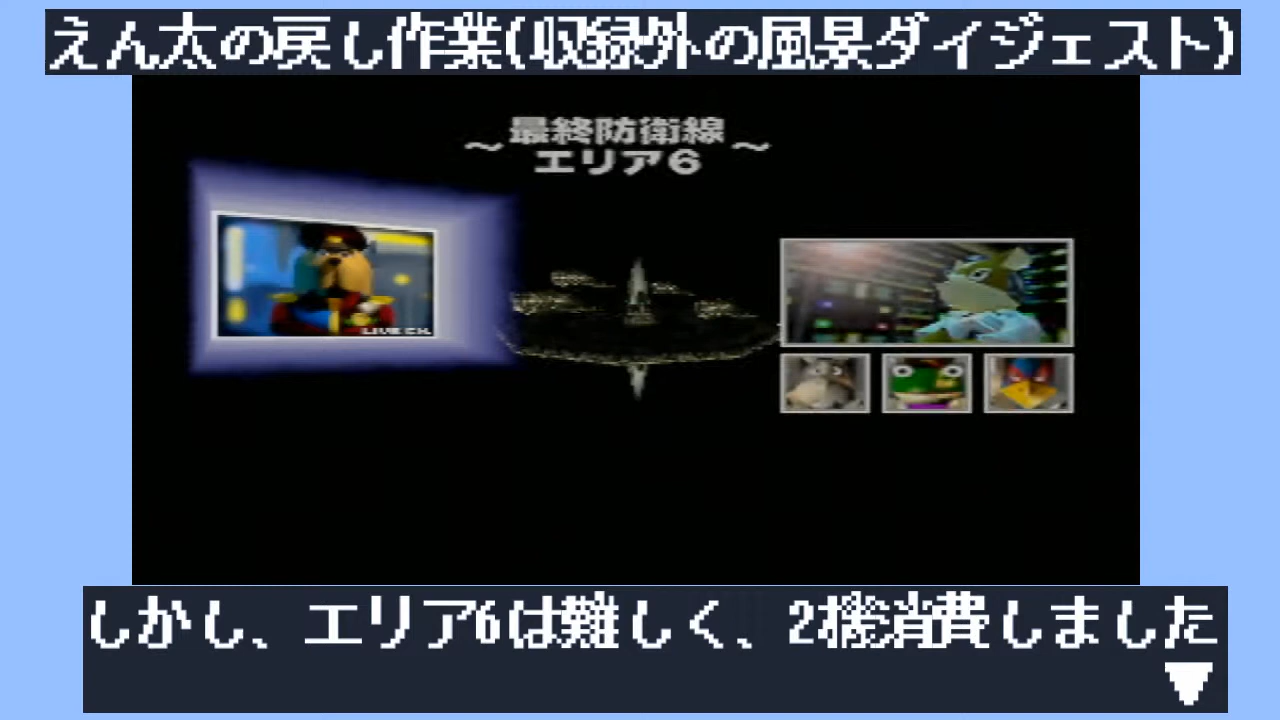 えん太の戻し作業(収録外の風景ダイジェスト)
～最終防衛線～
エリア6
LIVE CH.
しかし、エリア6は難しく、2機消費しました